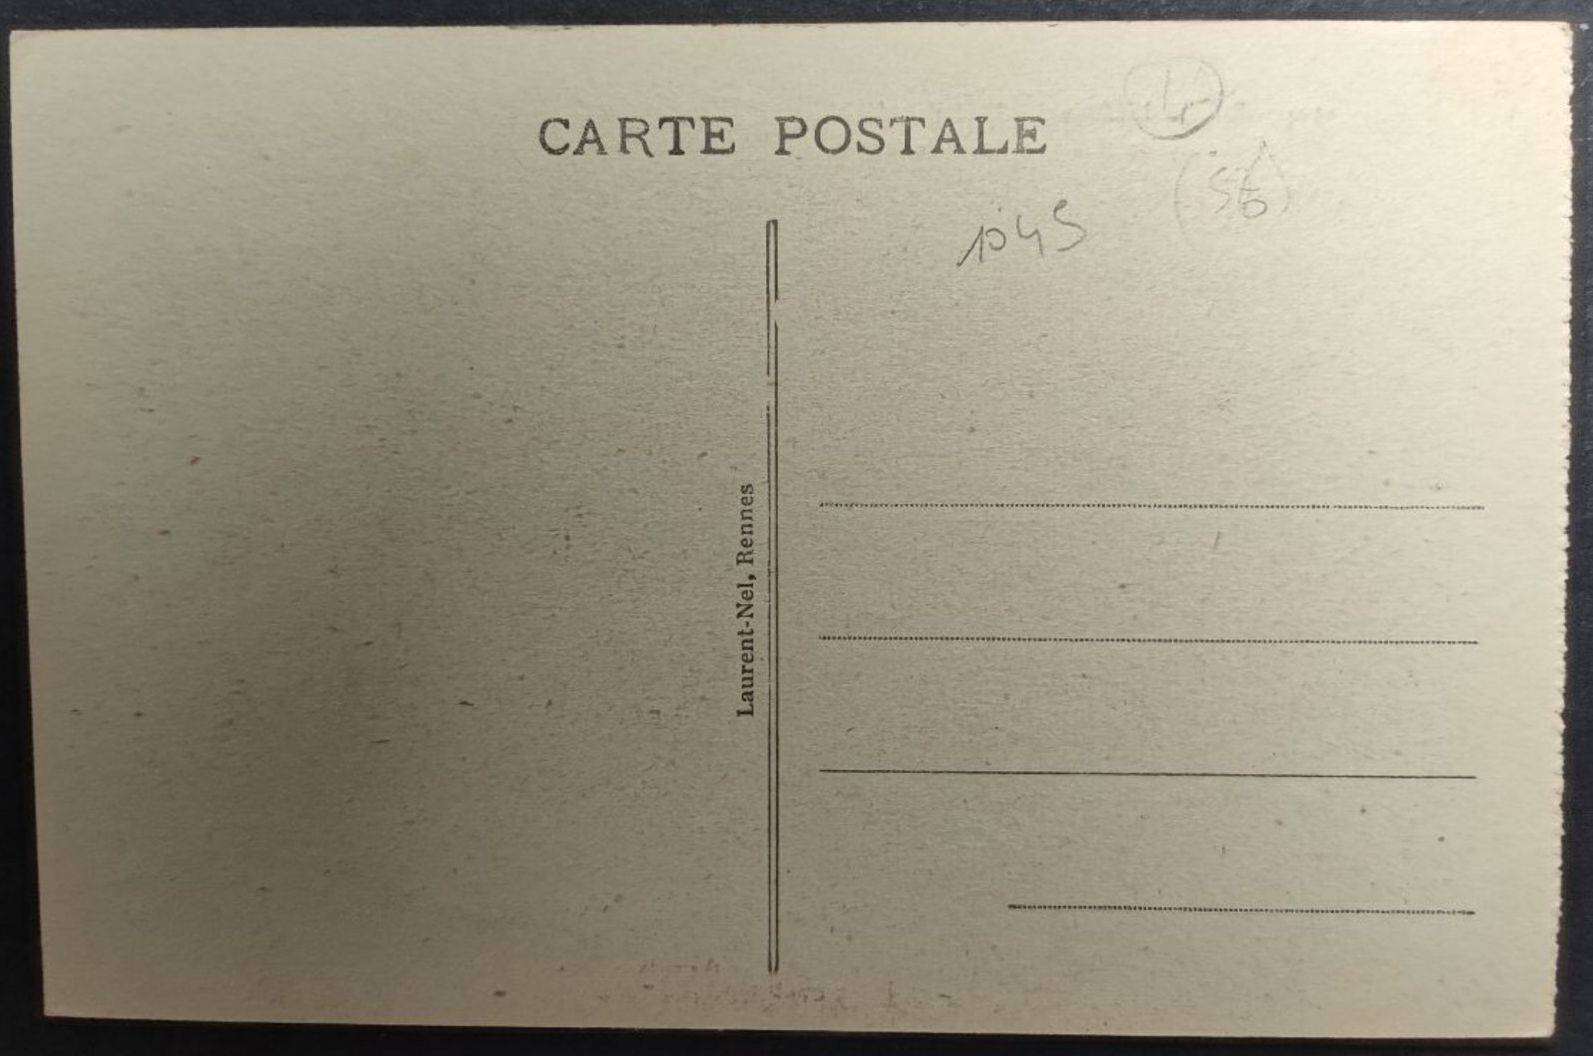 CARTE POSTALE
(56)
1045
Laurent-Nel, Rennes